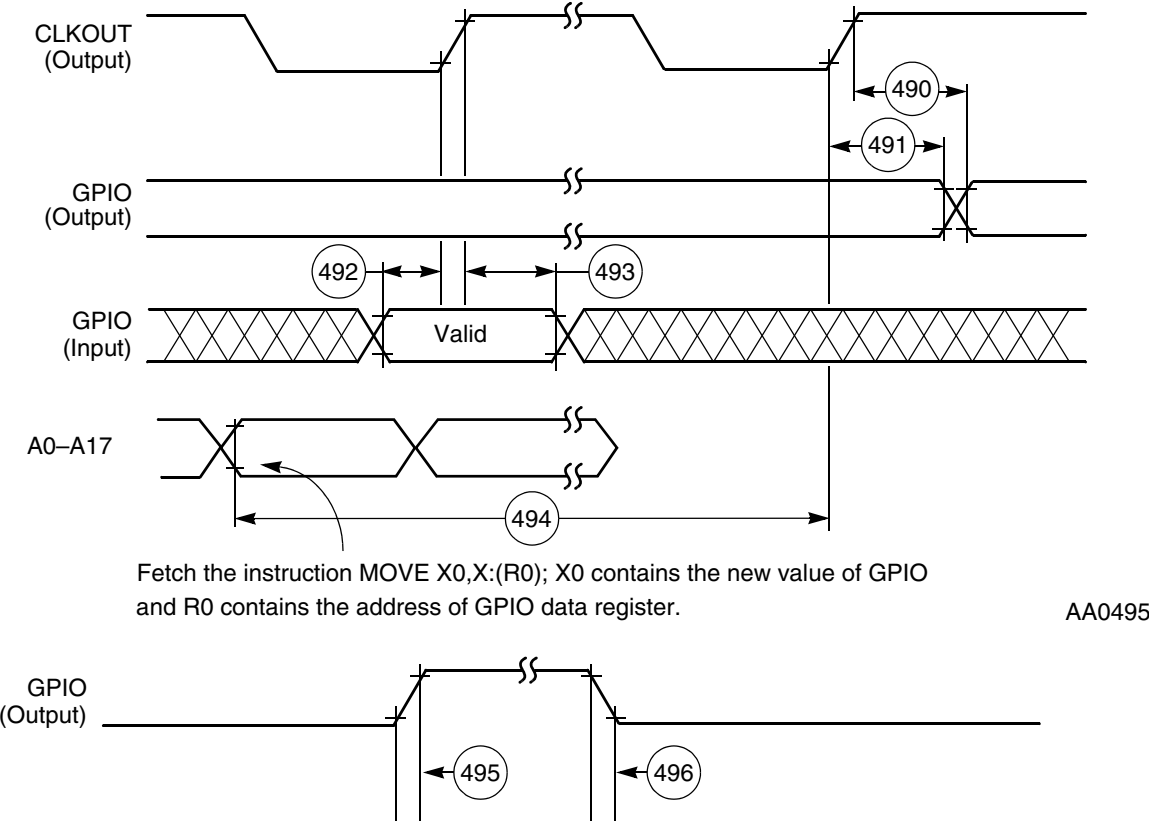 CLKOUT
(Output)
490
491
GPIO
(Output)
492
493
GPIO
(Input)
Valid
A0–A17
494
Fetch the instruction MOVE X0,X:(R0); X0 contains the new value of GPIO
and R0 contains the address of GPIO data register.
AA0495
GPIO
(Output)
495
496